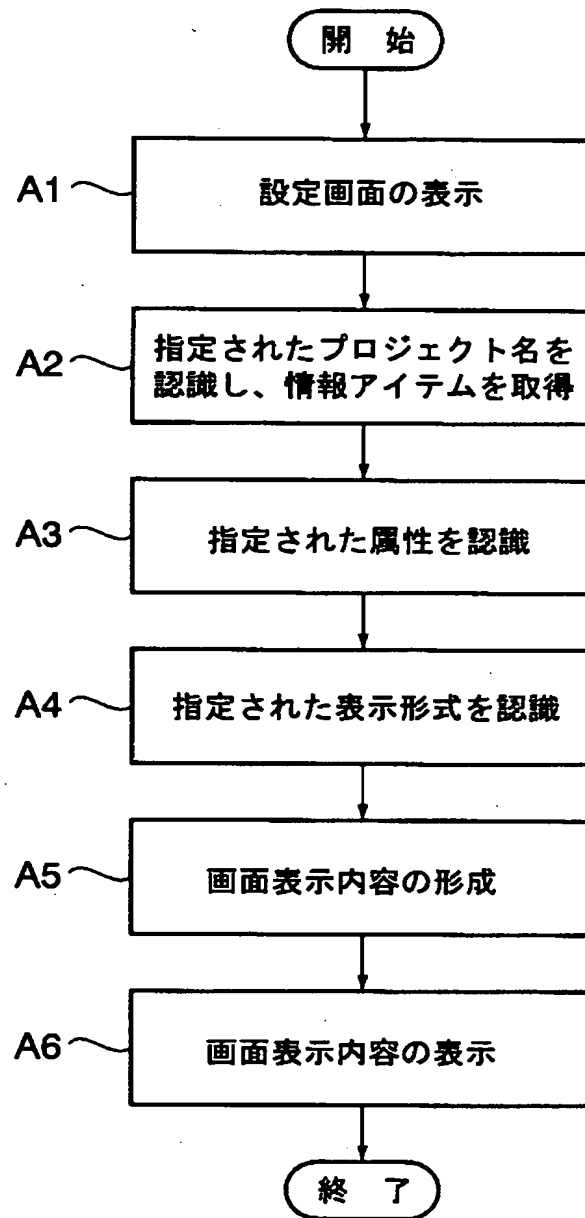 開 始
A1
設定画面の表示
A2
指定されたプロジェクト名を
認識し、情報アイテムを取得
A3
指定された属性を認識
A4
指定された表示形式を認識
A5
画面表示内容の形成
A6
画面表示内容の表示
終 了